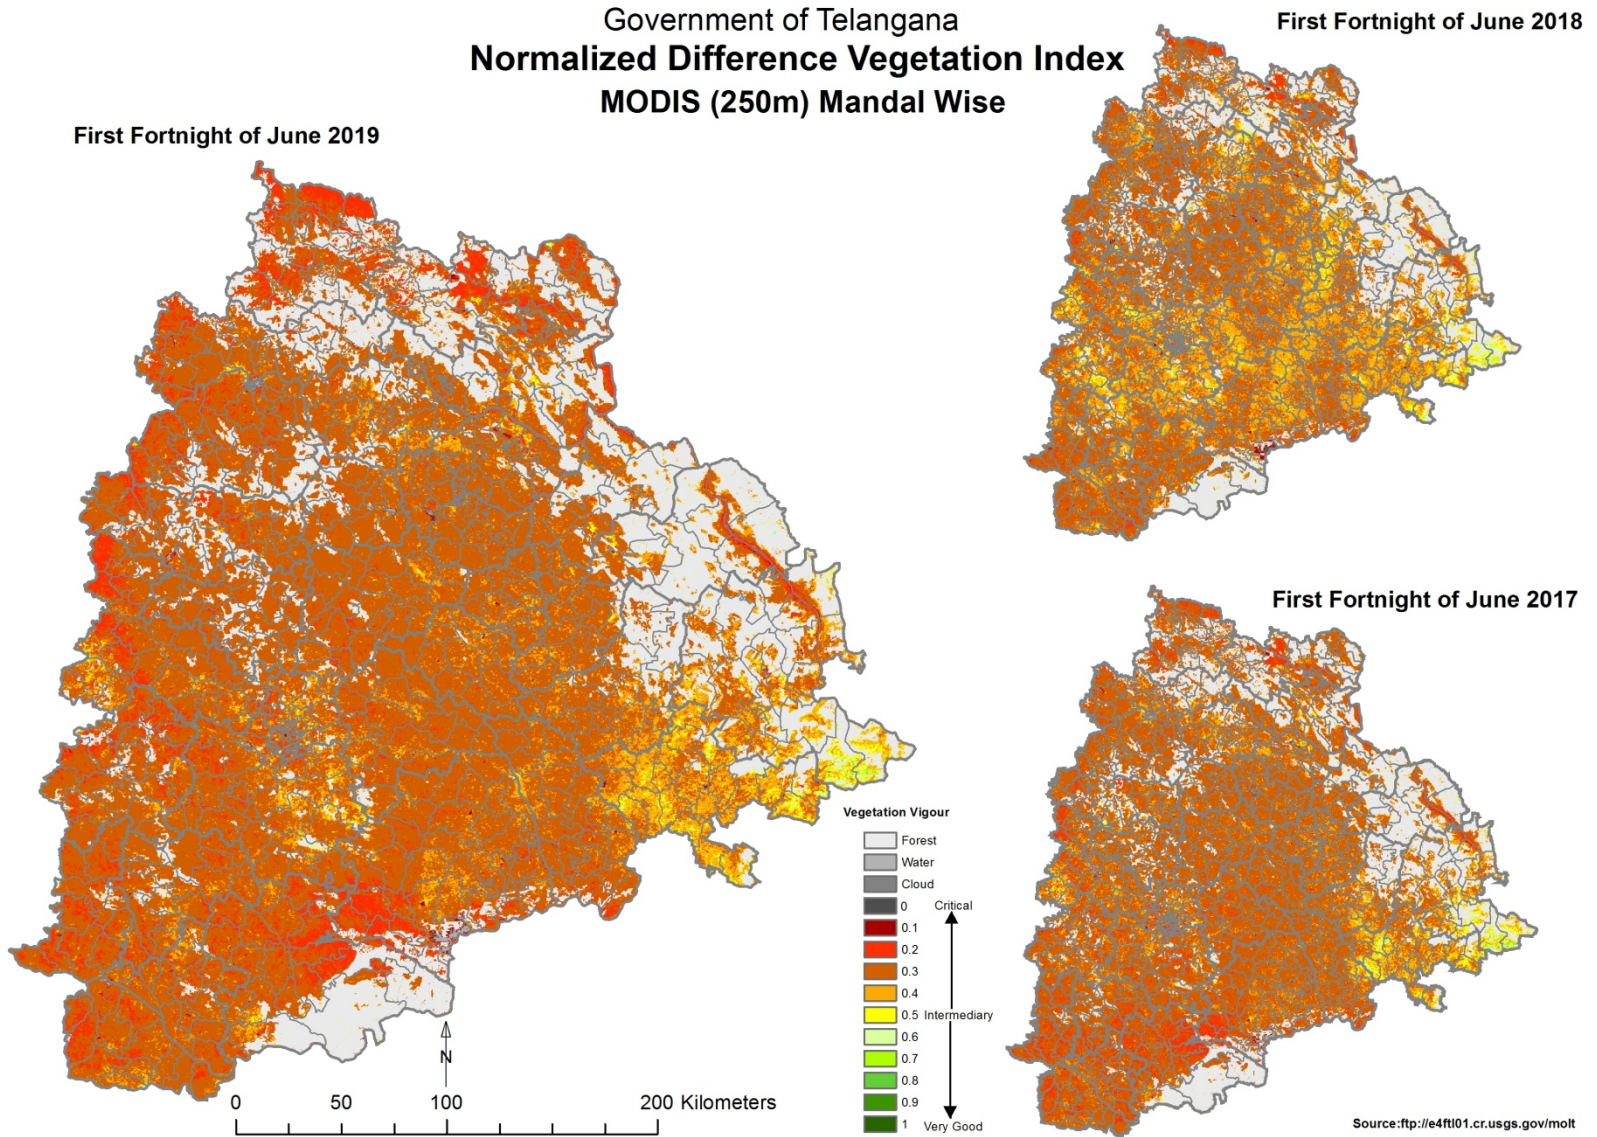 Government of Telangana
Normalized Difference Vegetation Index
MODIS (250m) Mandal Wise
First Fortnight of June 2018
First Fortnight of June 2019
First Fortnight of June 2017
Vegetation Vigour
Forest
Water
Cloud
0 Critical
0.1
0.2
0.3
0.4
0.5 Intermediary
0.6
0.7
0.8
0.9
1 Very Good
N
0 50 100 200 Kilometers
Source:ftp://e4ftl01.cr.usgs.gov/molt